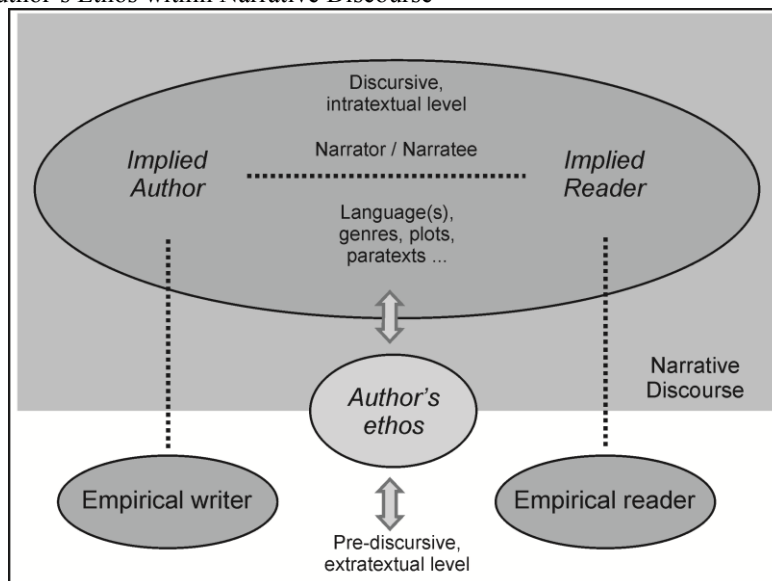 uthor's Ethos within Narrative Discourse
Discursive,
intratextual level
Implied
Author
Narrator / Narratee
Implied
Reader
Language(s),
genres, plots,
paratexts ...
Narrative
Discourse
Author's
ethos
Empirical writer
Empirical reader
Pre-discursive,
extratextual level